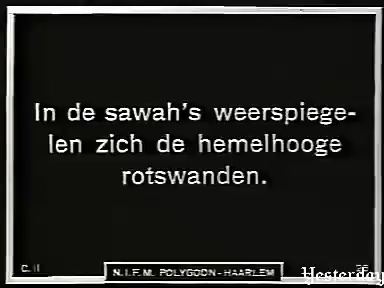 In de sawah's weerspiege-
len zich de hemelhooge
rotswanden.
C. II
N.I.F.M. POLYGOON-HAARLEM
Yesterday